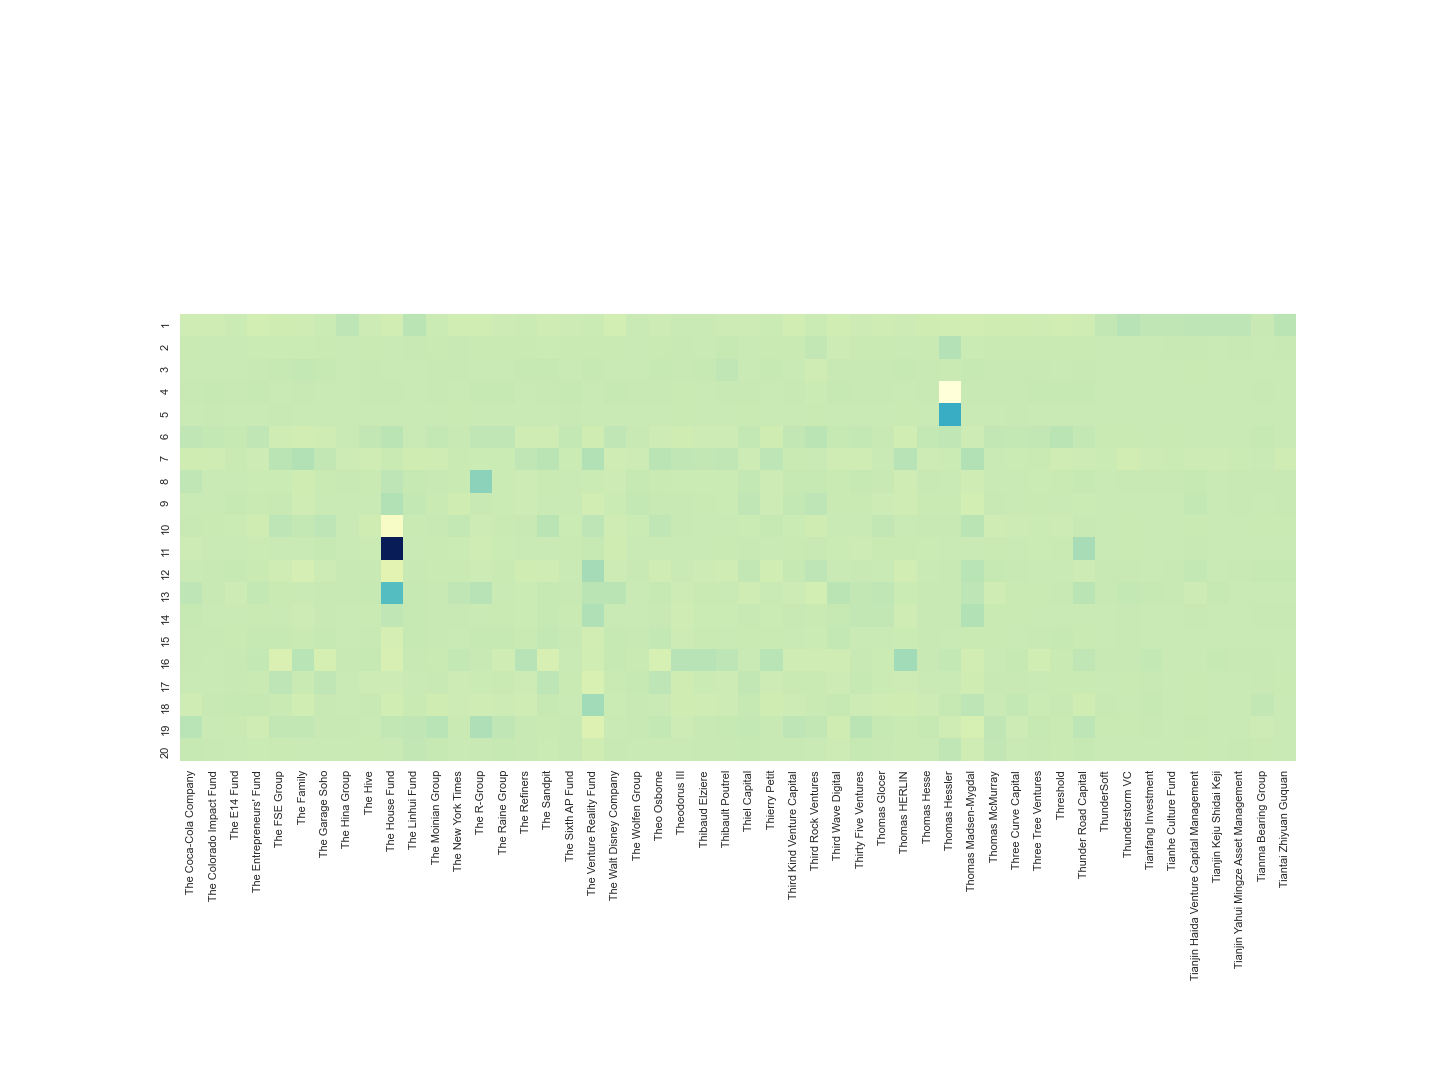 1
2
3
4
5
6
7
8
9
10
11
12
13
14
15
16
17
18
19
20
The Coca-Cola Company
The Colorado Impact Fund
The E14 Fund
The Entrepreneurs' Fund
The FSE Group
The Family
The Garage Soho
The Hina Group
The Hive
The House Fund
The Linhui Fund
The Moinian Group
The New York Times
The R-Group
The Raine Group
The Refiners
The Sandpit
The Sixth AP Fund
The Venture Reality Fund
The Walt Disney Company
The Wolfen Group
Theo Osborne
Theodorus III
Thibaud Elziere
Thibault Poutrel
Thiel Capital
Thierry Petit
Third Kind Venture Capital
Third Rock Ventures
Third Wave Digital
Thirty Five Ventures
Thomas Glocer
Thomas HERLIN
Thomas Hesse
Thomas Hessler
Thomas Madsen-Mygdal
Thomas McMurray
Three Curve Capital
Three Tree Ventures
Threshold
Thunder Road Capital
ThunderSoft
Thunderstorm VC
Tianfang Investment
Tianhe Culture Fund
Tianjin Haida Venture Capital Management
Tianjin Keju Shidai Keji
Tianjin Yahui Mingze Asset Management
Tianma Bearing Group
Tiantai Zhiyuan Guquan